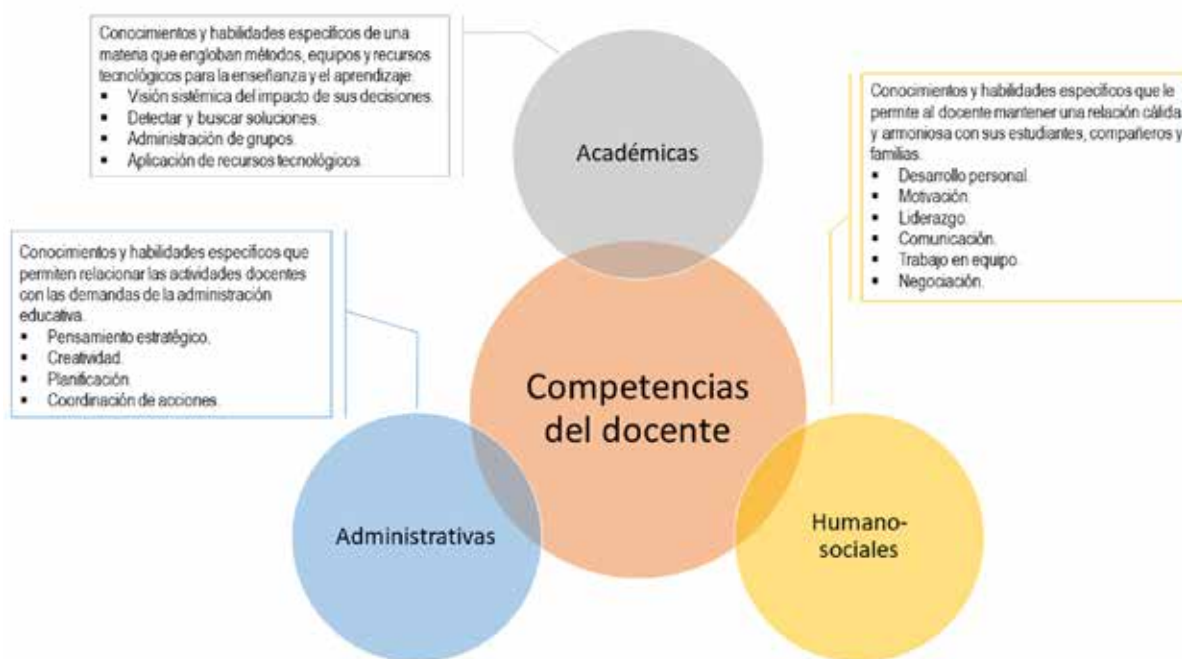 Conocimientos y habilidades específicos de una
materia que engloban métodos, equipos y recursos
tecnológicos para la enseñanza y el aprendizaje.
▪ Visión sistémica del impacto de sus decisiones.
▪ Detectar y buscar soluciones.
▪ Administración de grupos.
▪ Aplicación de recursos tecnológicos.
Académicas
Conocimientos y habilidades específicos que le
permite al docente mantener una relación cálida
y armoniosa con sus estudiantes, compañeros y
familias.
▪ Desarrollo personal.
▪ Motivación.
▪ Liderazgo.
▪ Comunicación.
▪ Trabajo en equipo.
▪ Negociación.
Conocimientos y habilidades específicos que
permiten relacionar las actividades docentes
con las demandas de la administración
educativa.
▪ Pensamiento estratégico.
▪ Creatividad.
▪ Planificación.
▪ Coordinación de acciones.
Competencias
del docente
Administrativas
Humano-
sociales